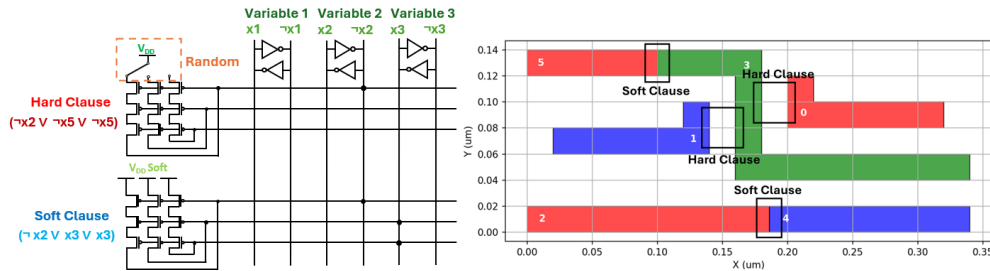 Variable 1 Variable 2 Variable 3
x1 ¬x1 x2 ¬x2 x3 ¬x3
VDD
Random
Hard Clause
(¬x2 V ¬x5 V ¬x5)
VDD Soft
Soft Clause
(¬ x2 V x3 V x3)
Y (um)
0.14
0.12
0.10
0.08
0.06
0.04
0.02
0.00
5
3
Soft Clause
Hard Clause
0
1
Hard Clause
Soft Clause
2
4
0.00 0.05 0.10 0.15 0.20 0.25 0.30 0.35
X (um)